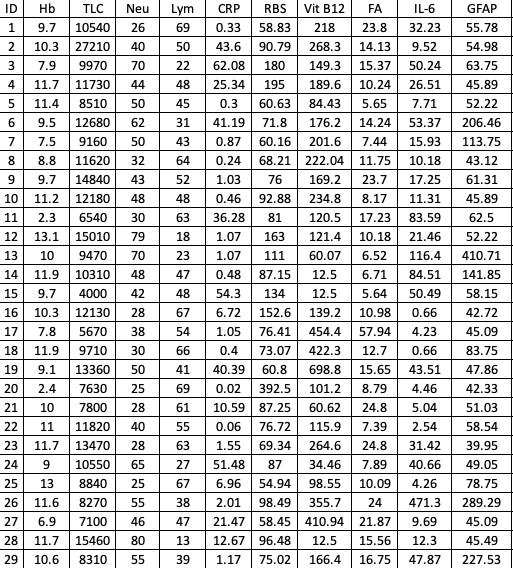 ID Hb TLC Neu Lym CRP RBS Vit B12 FA IL-6 GFAP
1 9.7 10540 26 69 0.33 58.83 218 23.8 32.23 55.78
2 10.3 27210 40 50 43.6 90.79 268.3 14.13 9.52 54.98
3 7.9 9970 70 22 62.08 180 149.3 15.37 50.24 63.75
4 11.7 11730 44 48 25.34 195 189.6 10.24 26.51 45.89
5 11.4 8510 50 45 0.3 60.63 84.43 5.65 7.71 52.22
6 9.5 12680 62 31 41.19 71.8 176.2 14.24 53.37 206.46
7 7.5 9160 50 43 0.87 60.16 201.6 7.44 15.93 113.75
8 8.8 11620 32 64 0.24 68.21 222.04 11.75 10.18 43.12
9 9.7 14840 43 52 1.03 76 169.2 23.7 17.25 61.31
10 11.2 12180 48 48 0.46 92.88 234.8 8.17 11.31 45.89
11 2.3 6540 30 63 36.28 81 120.5 17.23 83.59 62.5
12 13.1 15010 79 18 1.07 163 121.4 10.18 21.46 52.22
13 10 9470 70 23 1.07 111 60.07 6.52 116.4 410.71
14 11.9 10310 48 47 0.48 87.15 12.5 6.71 84.51 141.85
15 9.7 4000 42 48 54.3 134 12.5 5.64 50.49 58.15
16 10.3 12130 28 67 6.72 152.6 139.2 10.98 0.66 42.72
17 7.8 5670 38 54 1.05 76.41 454.4 57.94 4.23 45.09
18 11.9 9710 30 66 0.4 73.07 422.3 12.7 0.66 83.75
19 9.1 13360 50 41 40.39 60.8 698.8 15.65 43.51 47.86
20 2.4 7630 25 69 0.02 392.5 101.2 8.79 4.46 42.33
21 10 7800 28 61 10.59 87.25 60.62 24.8 5.04 51.03
22 11 11820 40 55 0.06 76.72 115.9 7.39 2.54 58.54
23 11.7 13470 28 63 1.55 69.34 264.6 24.8 31.42 39.95
24 9 10550 65 27 51.48 87 34.46 7.89 40.66 49.05
25 13 8840 25 67 6.96 54.94 98.55 10.09 4.26 78.75
26 11.6 8270 55 38 2.01 98.49 355.7 24 471.3 289.29
27 6.9 7100 46 47 21.47 58.45 410.94 21.87 9.69 45.09
28 11.7 15460 80 13 12.67 96.48 12.5 15.56 12.3 45.49
29 10.6 8310 55 39 1.17 75.02 166.4 16.75 47.87 227.53